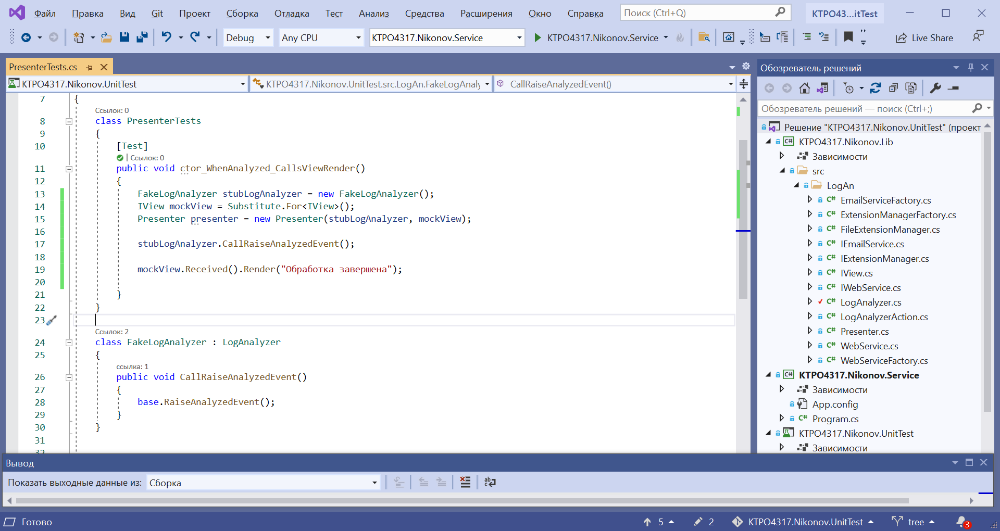 Файл Правка Вид Git Проект Сборка Отладка Тест Анализ Средства Расширения Окно Справка Поиск (Ctrl+Q) КТРО43...itTest
Debug Any CPU KTPO4317.Nikonov.Service KTPO4317.Nikonov.Service Live Share
PresenterTests.cs
KTPO4317.Nikonov.UnitTest KTPO4317.Nikonov.UnitTest.src.LogAn.FakeLogAnaly CallRaiseAnalyzedEvent()
7 {
Ссылок: 0
8 class PresenterTests
9 {
10 [Test]
| Ссылок: 0
11 public void ctor_WhenAnalyzed_CallsViewRender()
12 {
13 FakeLogAnalyzer stubLogAnalyzer = new FakeLogAnalyzer();
14 IView mockView = Substitute.For<IView>();
15 Presenter presenter = new Presenter(stubLogAnalyzer, mockView);
16
17 stubLogAnalyzer.CallRaiseAnalyzedEvent();
18
19 mockView.Received().Render("Обработка завершена");
20
21 }
22 }
23
Ссылок: 2
24 class FakeLogAnalyzer : LogAnalyzer
25 {
ссылка: 1
26 public void CallRaiseAnalyzedEvent()
27 {
28 base.RaiseAnalyzedEvent();
29 }
30 }
31
32
Обозреватель решений
Обозреватель решений — поиск (Ctrl+;)
Решение "KTPO4317.Nikonov.UnitTest" (проект
C# KTPO4317.Nikonov.Lib
Зависимости
src
LogAn
C# EmailServiceFactory.cs
C# ExtensionManagerFactory.cs
C# FileExtensionManager.cs
C# IEmailService.cs
C# IExtensionManager.cs
C# IView.cs
C# IWebService.cs
C# LogAnalyzer.cs
C# LogAnalyzerAction.cs
C# Presenter.cs
C# WebService.cs
C# WebServiceFactory.cs
C# KTPO4317.Nikonov.Service
Зависимости
App.config
C# Program.cs
KTPO4317.Nikonov.UnitTest
Зависимости
Вывод
Показать выходные данные из: Сборка
Готово 5 2 KTPO4317.Nikonov.UnitTest tree 3